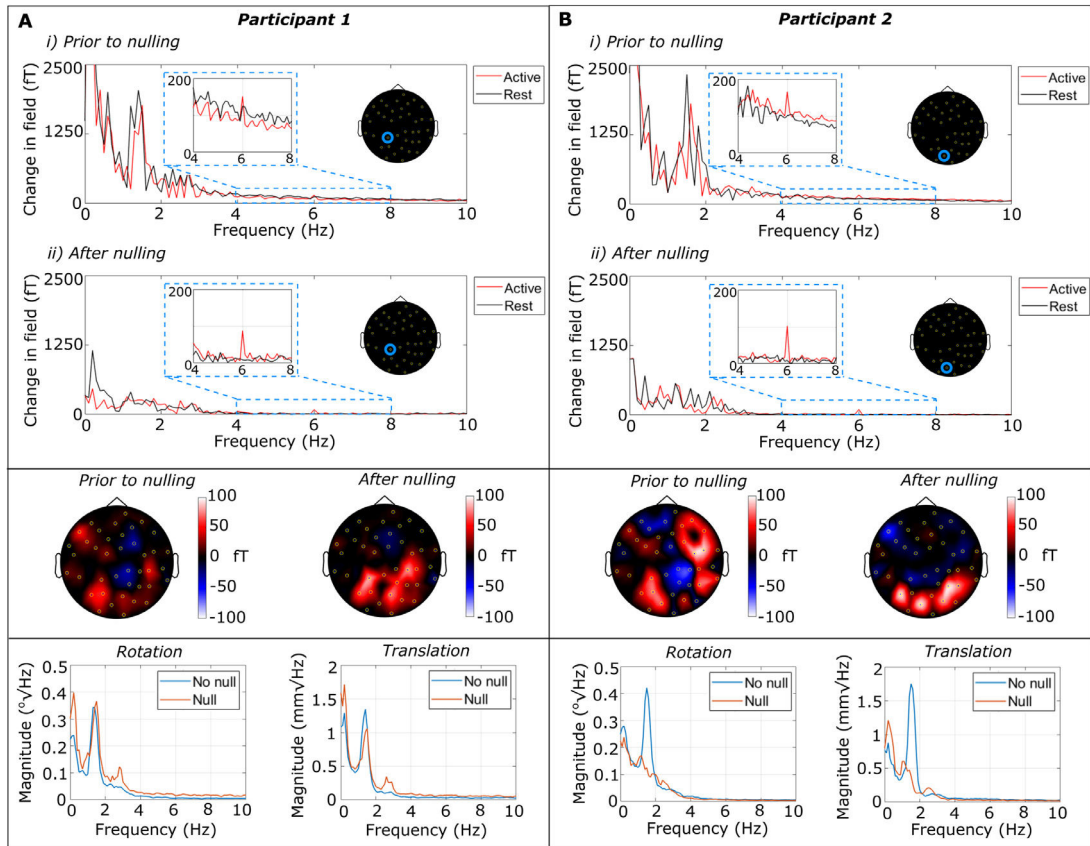 A
Participant 1
i) Prior to nulling
2500
1250
0
Change in field (fT)
200
0
4
6
8
Active
Rest
0
2
4
6
8
10
Frequency (Hz)
ii) After nulling
2500
1250
0
Change in field (fT)
200
0
4
6
8
Active
Rest
0
2
4
6
8
10
Frequency (Hz)
Prior to nulling
100
50
0
fT
-50
-100
After nulling
100
50
0
fT
-50
-100
Rotation
0.5
0.4
0.3
0.2
0.1
0
Magnitude (°√Hz)
No null
Null
0
2
4
6
8
10
Frequency (Hz)
Translation
2
1.5
1
0.5
0
Magnitude (mm√Hz)
No null
Null
0
2
4
6
8
10
Frequency (Hz)
B
Participant 2
i) Prior to nulling
2500
1250
0
Change in field (fT)
200
0
4
6
8
Active
Rest
0
2
4
6
8
10
Frequency (Hz)
ii) After nulling
2500
1250
0
Change in field (fT)
200
0
4
6
8
Active
Rest
0
2
4
6
8
10
Frequency (Hz)
Prior to nulling
100
50
0
fT
-50
-100
After nulling
100
50
0
fT
-50
-100
Rotation
0.5
0.4
0.3
0.2
0.1
0
Magnitude (°√Hz)
No null
Null
0
2
4
6
8
10
Frequency (Hz)
Translation
2
1.5
1
0.5
0
Magnitude (mm√Hz)
No null
Null
0
2
4
6
8
10
Frequency (Hz)